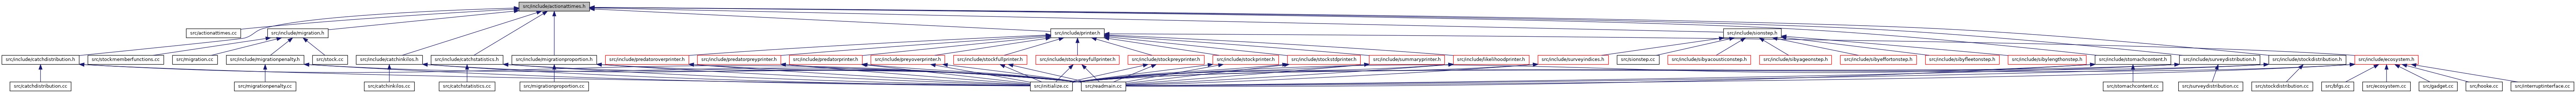 src/include/actionattimes.h
src/actionattimes.cc
src/include/migration.h
src/include/printer.h
src/include/sionstep.h
src/include/catchdistribution.h
src/stockmemberfunctions.cc
src/migration.cc
src/include/migrationpenalty.h
src/stock.cc
src/include/catchinkilos.h
src/include/catchstatistics.h
src/include/migrationproportion.h
src/include/predatoroverprinter.h
src/include/predatorpreyprinter.h
src/include/predatorprinter.h
src/include/preyoverprinter.h
src/include/stockfullprinter.h
src/include/stockpreyfullprinter.h
src/include/stockpreyprinter.h
src/include/stockprinter.h
src/include/stockstdprinter.h
src/include/summaryprinter.h
src/include/likelihoodprinter.h
src/include/surveyindices.h
src/sionstep.cc
src/include/sibyacousticonstep.h
src/include/sibyageonstep.h
src/include/sibyeffortonstep.h
src/include/sibyfleetonstep.h
src/include/sibylengthonstep.h
src/include/stomachcontent.h
src/include/surveydistribution.h
src/include/stockdistribution.h
src/include/ecosystem.h
src/catchdistribution.cc
src/migrationpenalty.cc
src/catchinkilos.cc
src/catchstatistics.cc
src/migrationproportion.cc
src/initialize.cc
src/readmain.cc
src/stomachcontent.cc
src/surveydistribution.cc
src/stockdistribution.cc
src/bfgs.cc
src/ecosystem.cc
src/gadget.cc
src/hooke.cc
src/interruptinterface.cc